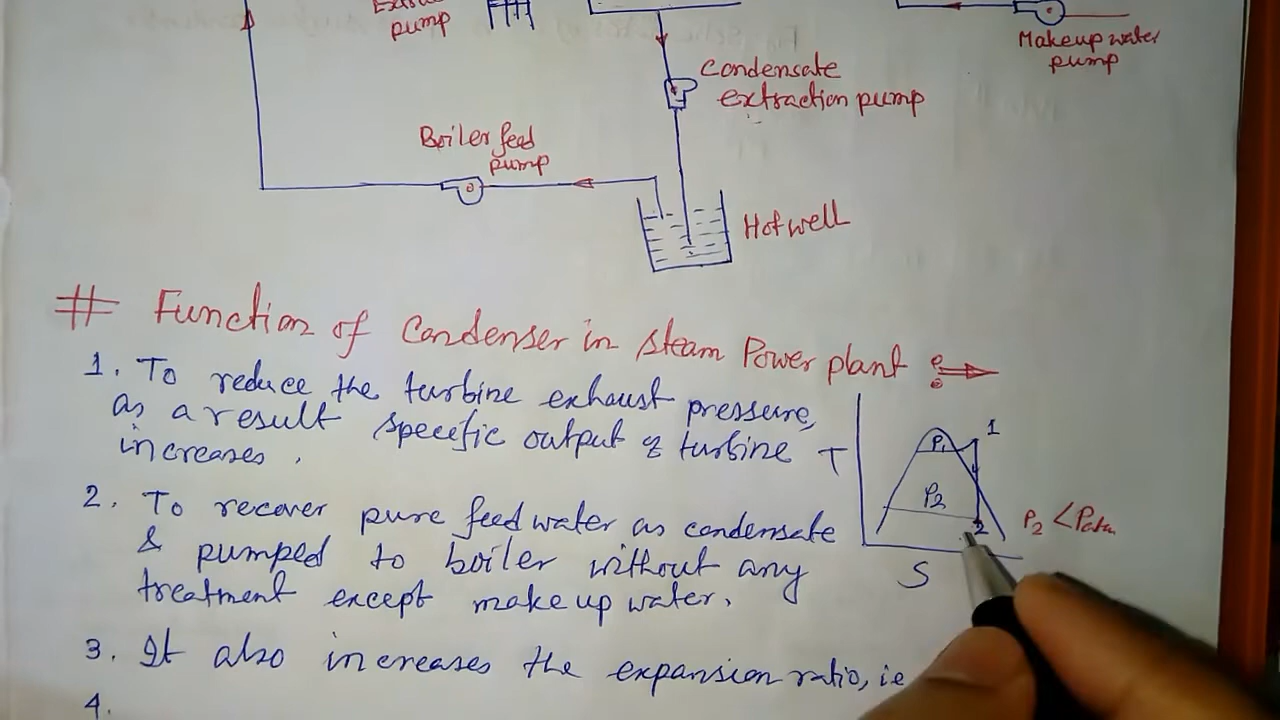 pump
Makeup water
pump
Condensate
extraction pump
Boiler feed
pump
Hotwell
# Function of Condenser in Steam Power plant :
1. To reduce the turbine exhaust pressure,
as a result specific output of turbine
increases.
T
P1
1
P2
2
P2 < Patm
S
2. To recover pure feed water as condensate
& pumped to boiler without any
treatment except make up water.
3. It also increases the expansion ratio, ie
4.